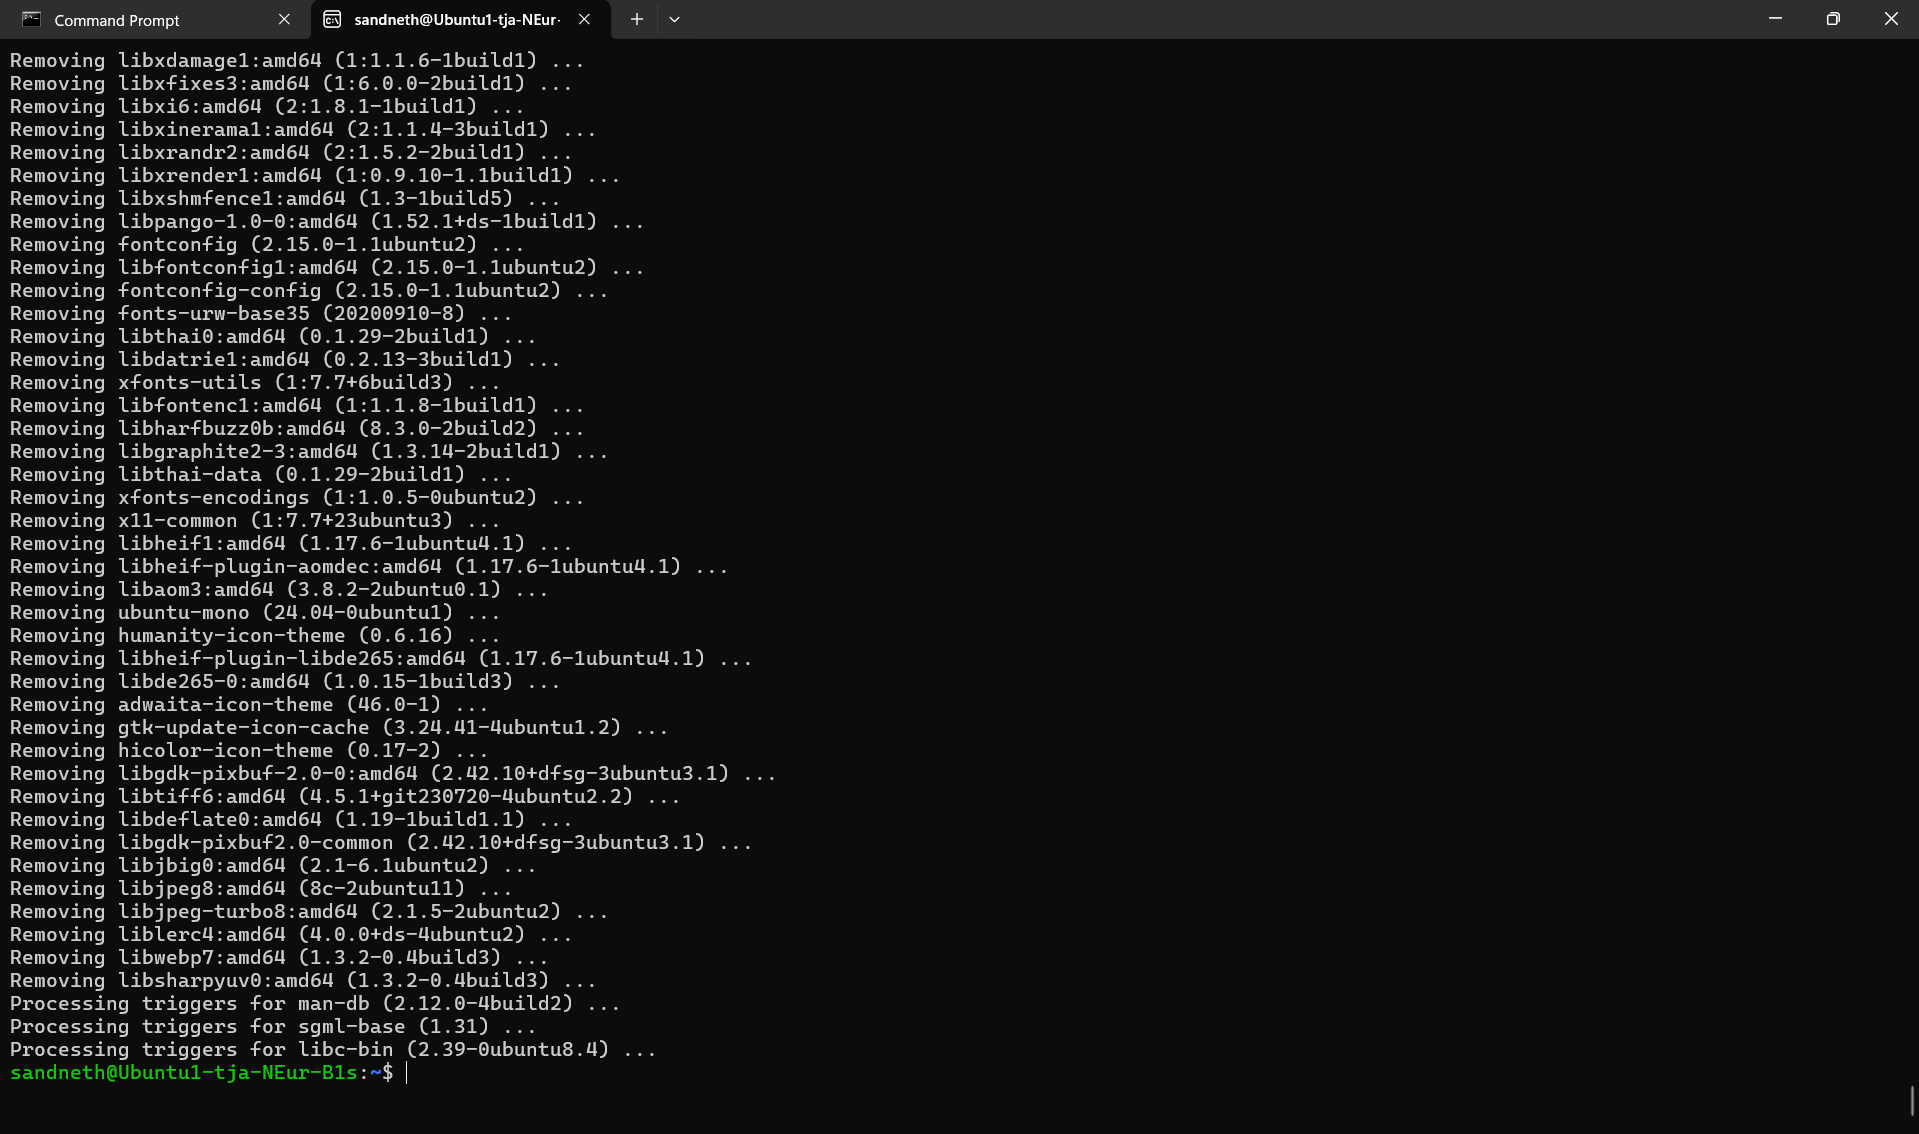 Command Prompt
sandneth@Ubuntu1-tja-NEur-
Removing libxdamage1:amd64 (1:1.1.6-1build1) ...
Removing libxfixes3:amd64 (1:6.0.0-2build1) ...
Removing libxi6:amd64 (2:1.8.1-1build1) ...
Removing libxinerama1:amd64 (2:1.1.4-3build1) ...
Removing libxrandr2:amd64 (2:1.5.2-2build1) ...
Removing libxrender1:amd64 (1:0.9.10-1.1build1) ...
Removing libxshmfence1:amd64 (1.3-1build5) ...
Removing libpango-1.0-0:amd64 (1.52.1+ds-1build1) ...
Removing fontconfig (2.15.0-1.1ubuntu2) ...
Removing libfontconfig1:amd64 (2.15.0-1.1ubuntu2) ...
Removing fontconfig-config (2.15.0-1.1ubuntu2) ...
Removing fonts-urw-base35 (20200910-8) ...
Removing libthai0:amd64 (0.1.29-2build1) ...
Removing libdatrie1:amd64 (0.2.13-3build1) ...
Removing xfonts-utils (1:7.7+6build3) ...
Removing libfontenc1:amd64 (1:1.1.8-1build1) ...
Removing libharfbuzz0b:amd64 (8.3.0-2build2) ...
Removing libgraphite2-3:amd64 (1.3.14-2build1) ...
Removing libthai-data (0.1.29-2build1) ...
Removing xfonts-encodings (1:1.0.5-0ubuntu2) ...
Removing x11-common (1:7.7+23ubuntu3) ...
Removing libheif1:amd64 (1.17.6-1ubuntu4.1) ...
Removing libheif-plugin-aomdec:amd64 (1.17.6-1ubuntu4.1) ...
Removing libaom3:amd64 (3.8.2-2ubuntu0.1) ...
Removing ubuntu-mono (24.04-0ubuntu1) ...
Removing humanity-icon-theme (0.6.16) ...
Removing libheif-plugin-libde265:amd64 (1.17.6-1ubuntu4.1) ...
Removing libde265-0:amd64 (1.0.15-1build3) ...
Removing adwaita-icon-theme (46.0-1) ...
Removing gtk-update-icon-cache (3.24.41-4ubuntu1.2) ...
Removing hicolor-icon-theme (0.17-2) ...
Removing libgdk-pixbuf-2.0-0:amd64 (2.42.10+dfsg-3ubuntu3.1) ...
Removing libtiff6:amd64 (4.5.1+git230720-4ubuntu2.2) ...
Removing libdeflate0:amd64 (1.19-1build1.1) ...
Removing libgdk-pixbuf2.0-common (2.42.10+dfsg-3ubuntu3.1) ...
Removing libjbig0:amd64 (2.1-6.1ubuntu2) ...
Removing libjpeg8:amd64 (8c-2ubuntu11) ...
Removing libjpeg-turbo8:amd64 (2.1.5-2ubuntu2) ...
Removing liblerc4:amd64 (4.0.0+ds-4ubuntu2) ...
Removing libwebp7:amd64 (1.3.2-0.4build3) ...
Removing libsharpyuv0:amd64 (1.3.2-0.4build3) ...
Processing triggers for man-db (2.12.0-4build2) ...
Processing triggers for sgml-base (1.31) ...
Processing triggers for libc-bin (2.39-0ubuntu8.4) ...
sandneth@Ubuntu1-tja-NEur-B1s:~$